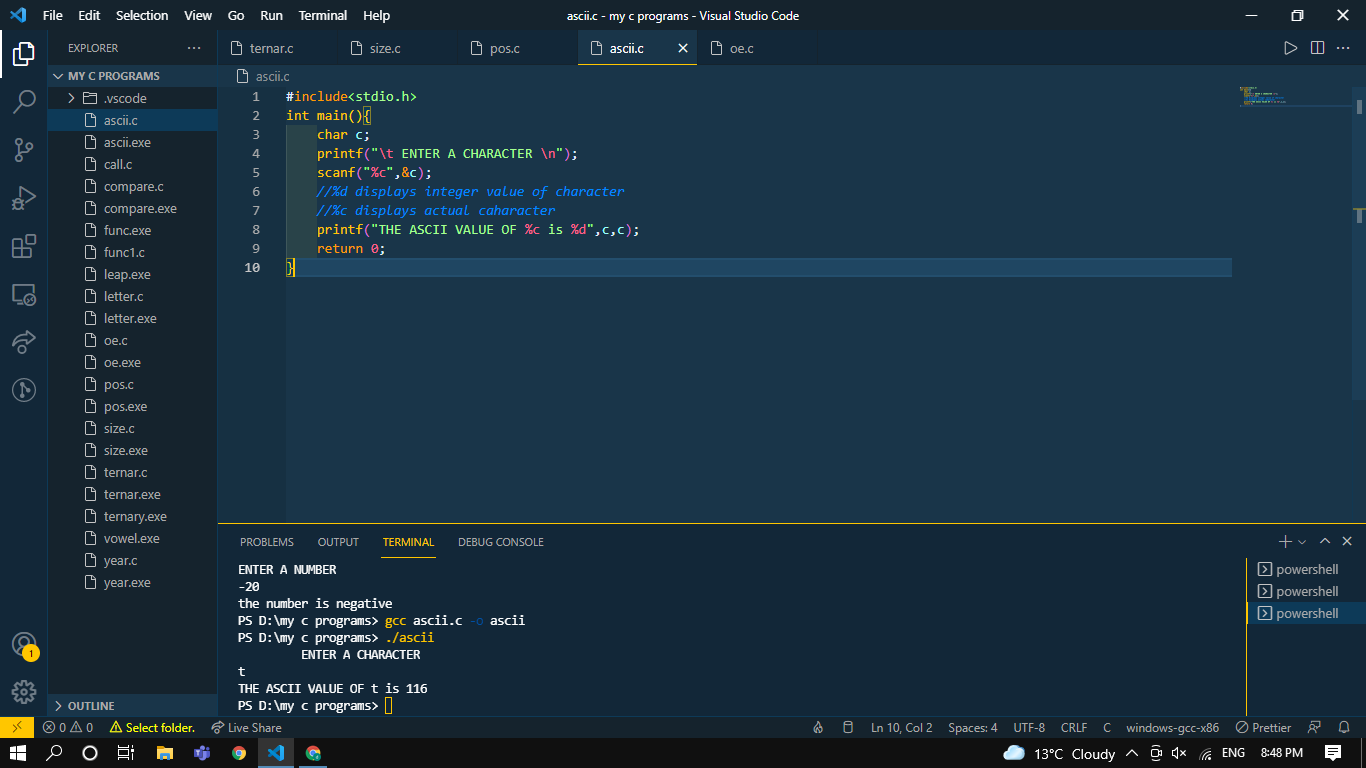 File Edit Selection View Go Run Terminal Help ascii.c - my c programs - Visual Studio Code
EXPLORER
ternar.c size.c pos.c ascii.c oe.c
MY C PROGRAMS
.vscode
ascii.c
ascii.exe
call.c
compare.c
compare.exe
func.exe
func1.c
leap.exe
letter.c
letter.exe
oe.c
oe.exe
pos.c
pos.exe
size.c
size.exe
ternar.c
ternar.exe
ternary.exe
vowel.exe
year.c
year.exe
OUTLINE
ascii.c
1 #include<stdio.h>
2 int main(){
3 char c;
4 printf("\t ENTER A CHARACTER \n");
5 scanf("%c",&c);
6 //%d displays integer value of character
7 //%c displays actual caharacter
8 printf("THE ASCII VALUE OF %c is %d",c,c);
9 return 0;
10 }
PROBLEMS OUTPUT TERMINAL DEBUG CONSOLE
ENTER A NUMBER
-20
the number is negative
PS D:\my c programs> gcc ascii.c -o ascii
PS D:\my c programs> ./ascii
ENTER A CHARACTER
t
THE ASCII VALUE OF t is 116
PS D:\my c programs>
powershell
powershell
powershell
1
0 0 Select folder. Live Share Ln 10, Col 2 Spaces: 4 UTF-8 CRLF C windows-gcc-x86 Prettier
13°C Cloudy ENG 8:48 PM